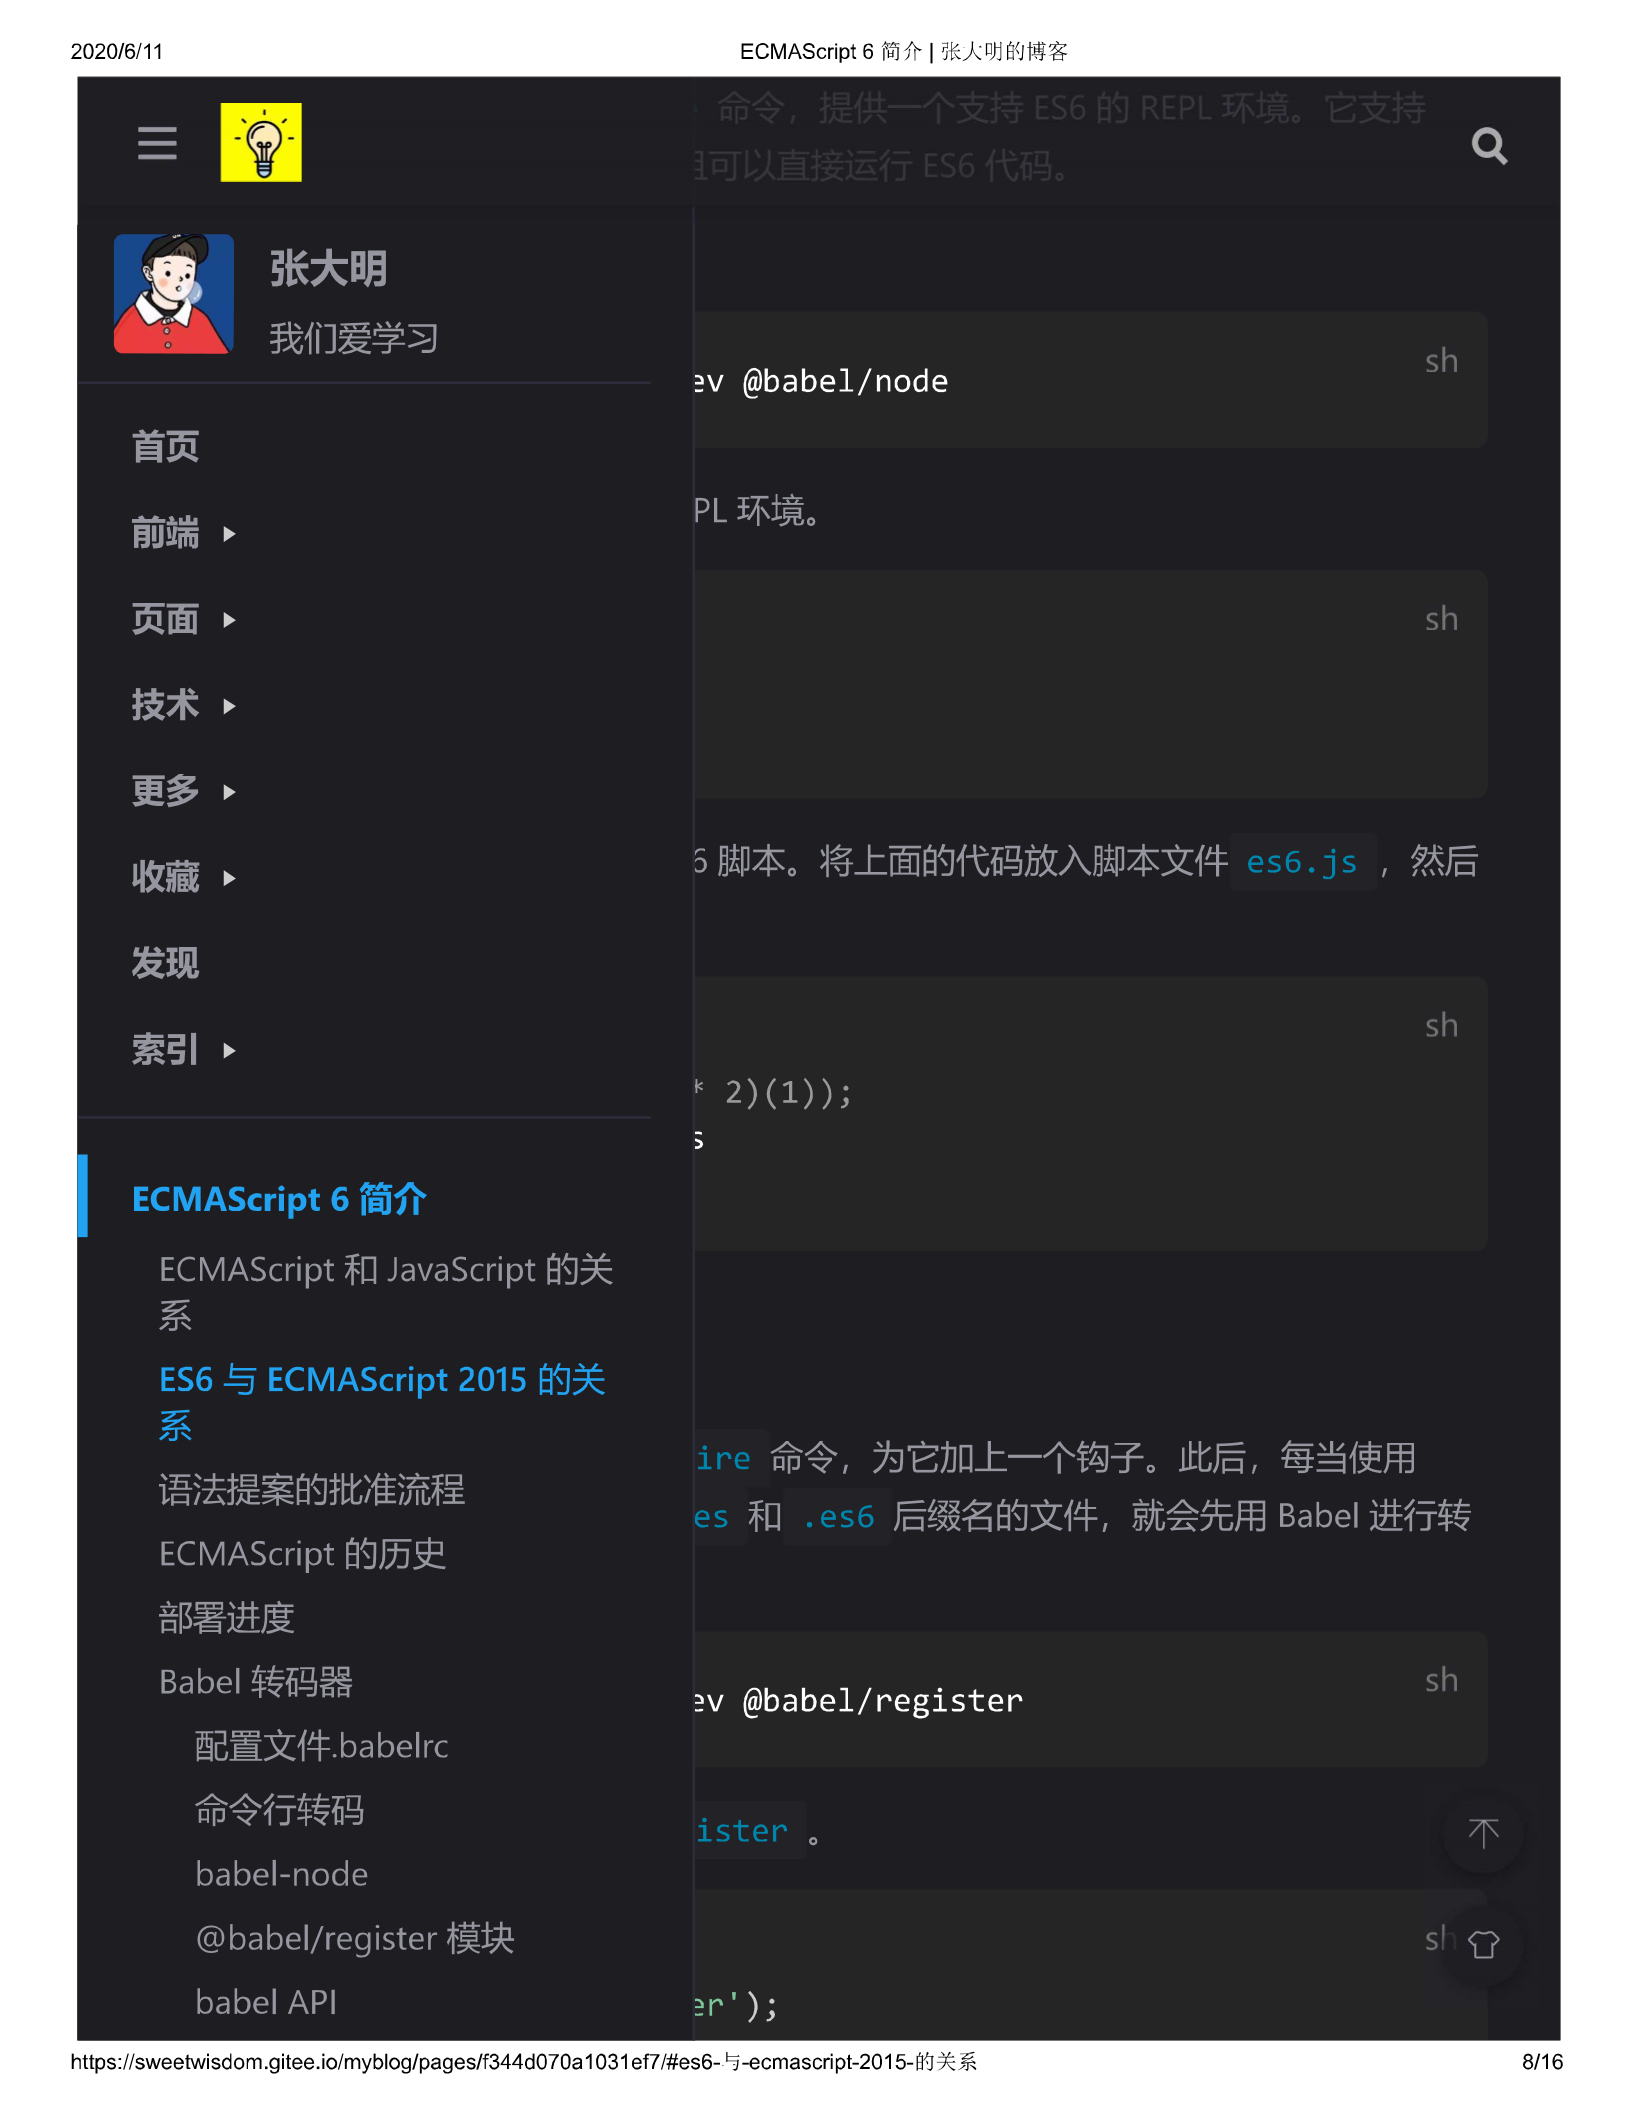 2020/6/11
ECMAScript 6 简介 | 张大明的博客
命令，提供一个支持 ES6 的 REPL 环境。它支持
可以直接运行 ES6 代码。
张大明
我们爱学习
首页
前端
页面
技术
更多
收藏
发现
索引
ECMAScript 6 简介
ECMAScript 和 JavaScript 的关
系
ES6 与 ECMAScript 2015 的关
系
语法提案的批准流程
ECMAScript 的历史
部署进度
Babel 转码器
配置文件.babelrc
命令行转码
babel-node
@babel/register 模块
babel API
sh
ev @babel/node
PL 环境。
sh
6 脚本。将上面的代码放入脚本文件 es6.js ，然后
sh
* 2)(1));
s
ire 命令，为它加上一个钩子。此后，每当使用
es 和 .es6 后缀名的文件，就会先用 Babel 进行转
sh
ev @babel/register
ister 。
sh
er');
https://sweetwisdom.gitee.io/myblog/pages/f344d070a1031ef7/#es6-与-ecmascript-2015-的关系
8/16